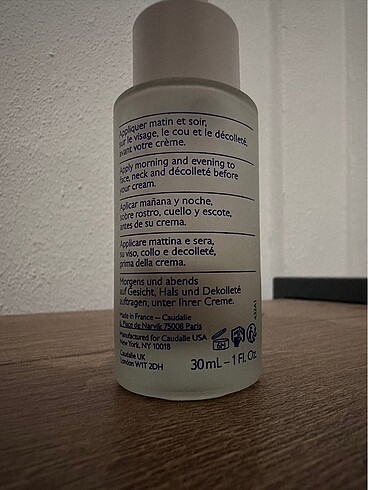 Appliquer matin et soir,
sur le visage, le cou et le décolleté,
avant votre crème.
Apply morning and evening to
face, neck and décolleté before
your cream.
Aplicar mañana y noche,
sobre rostro, cuello y escote,
antes de su crema.
Applicare mattina e sera,
su viso, collo e decolleté,
prima della crema.
Morgens und abends
auf Gesicht, Hals und Dekolleté
auftragen, unter Ihrer Creme.
Made in France – Caudalie
6, Place de Narvik 75008 Paris
Manufactured for Caudalie USA
New York, NY 10018
Caudalie UK
London W1T 2DH
6M
30 mL – 1 Fl. Oz.